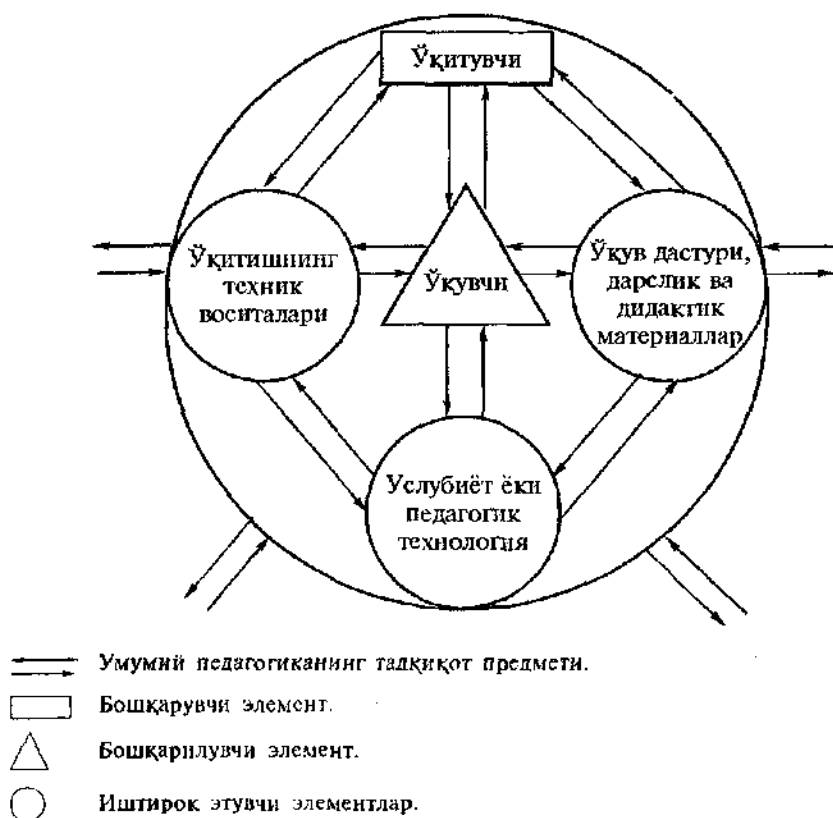 Ўқитувчи
Ўқитишнинг
техник
воситалари
Ўқувчи
Ўқув дастури,
дарслик ва
дидактик
материаллар
Услубиёт ёки
педагогик
технология
Умумий педагогиканинг тадқиқот предмети.
Бошқарувчи элемент.
Бошқарилувчи элемент.
Иштирок этувчи элементлар.